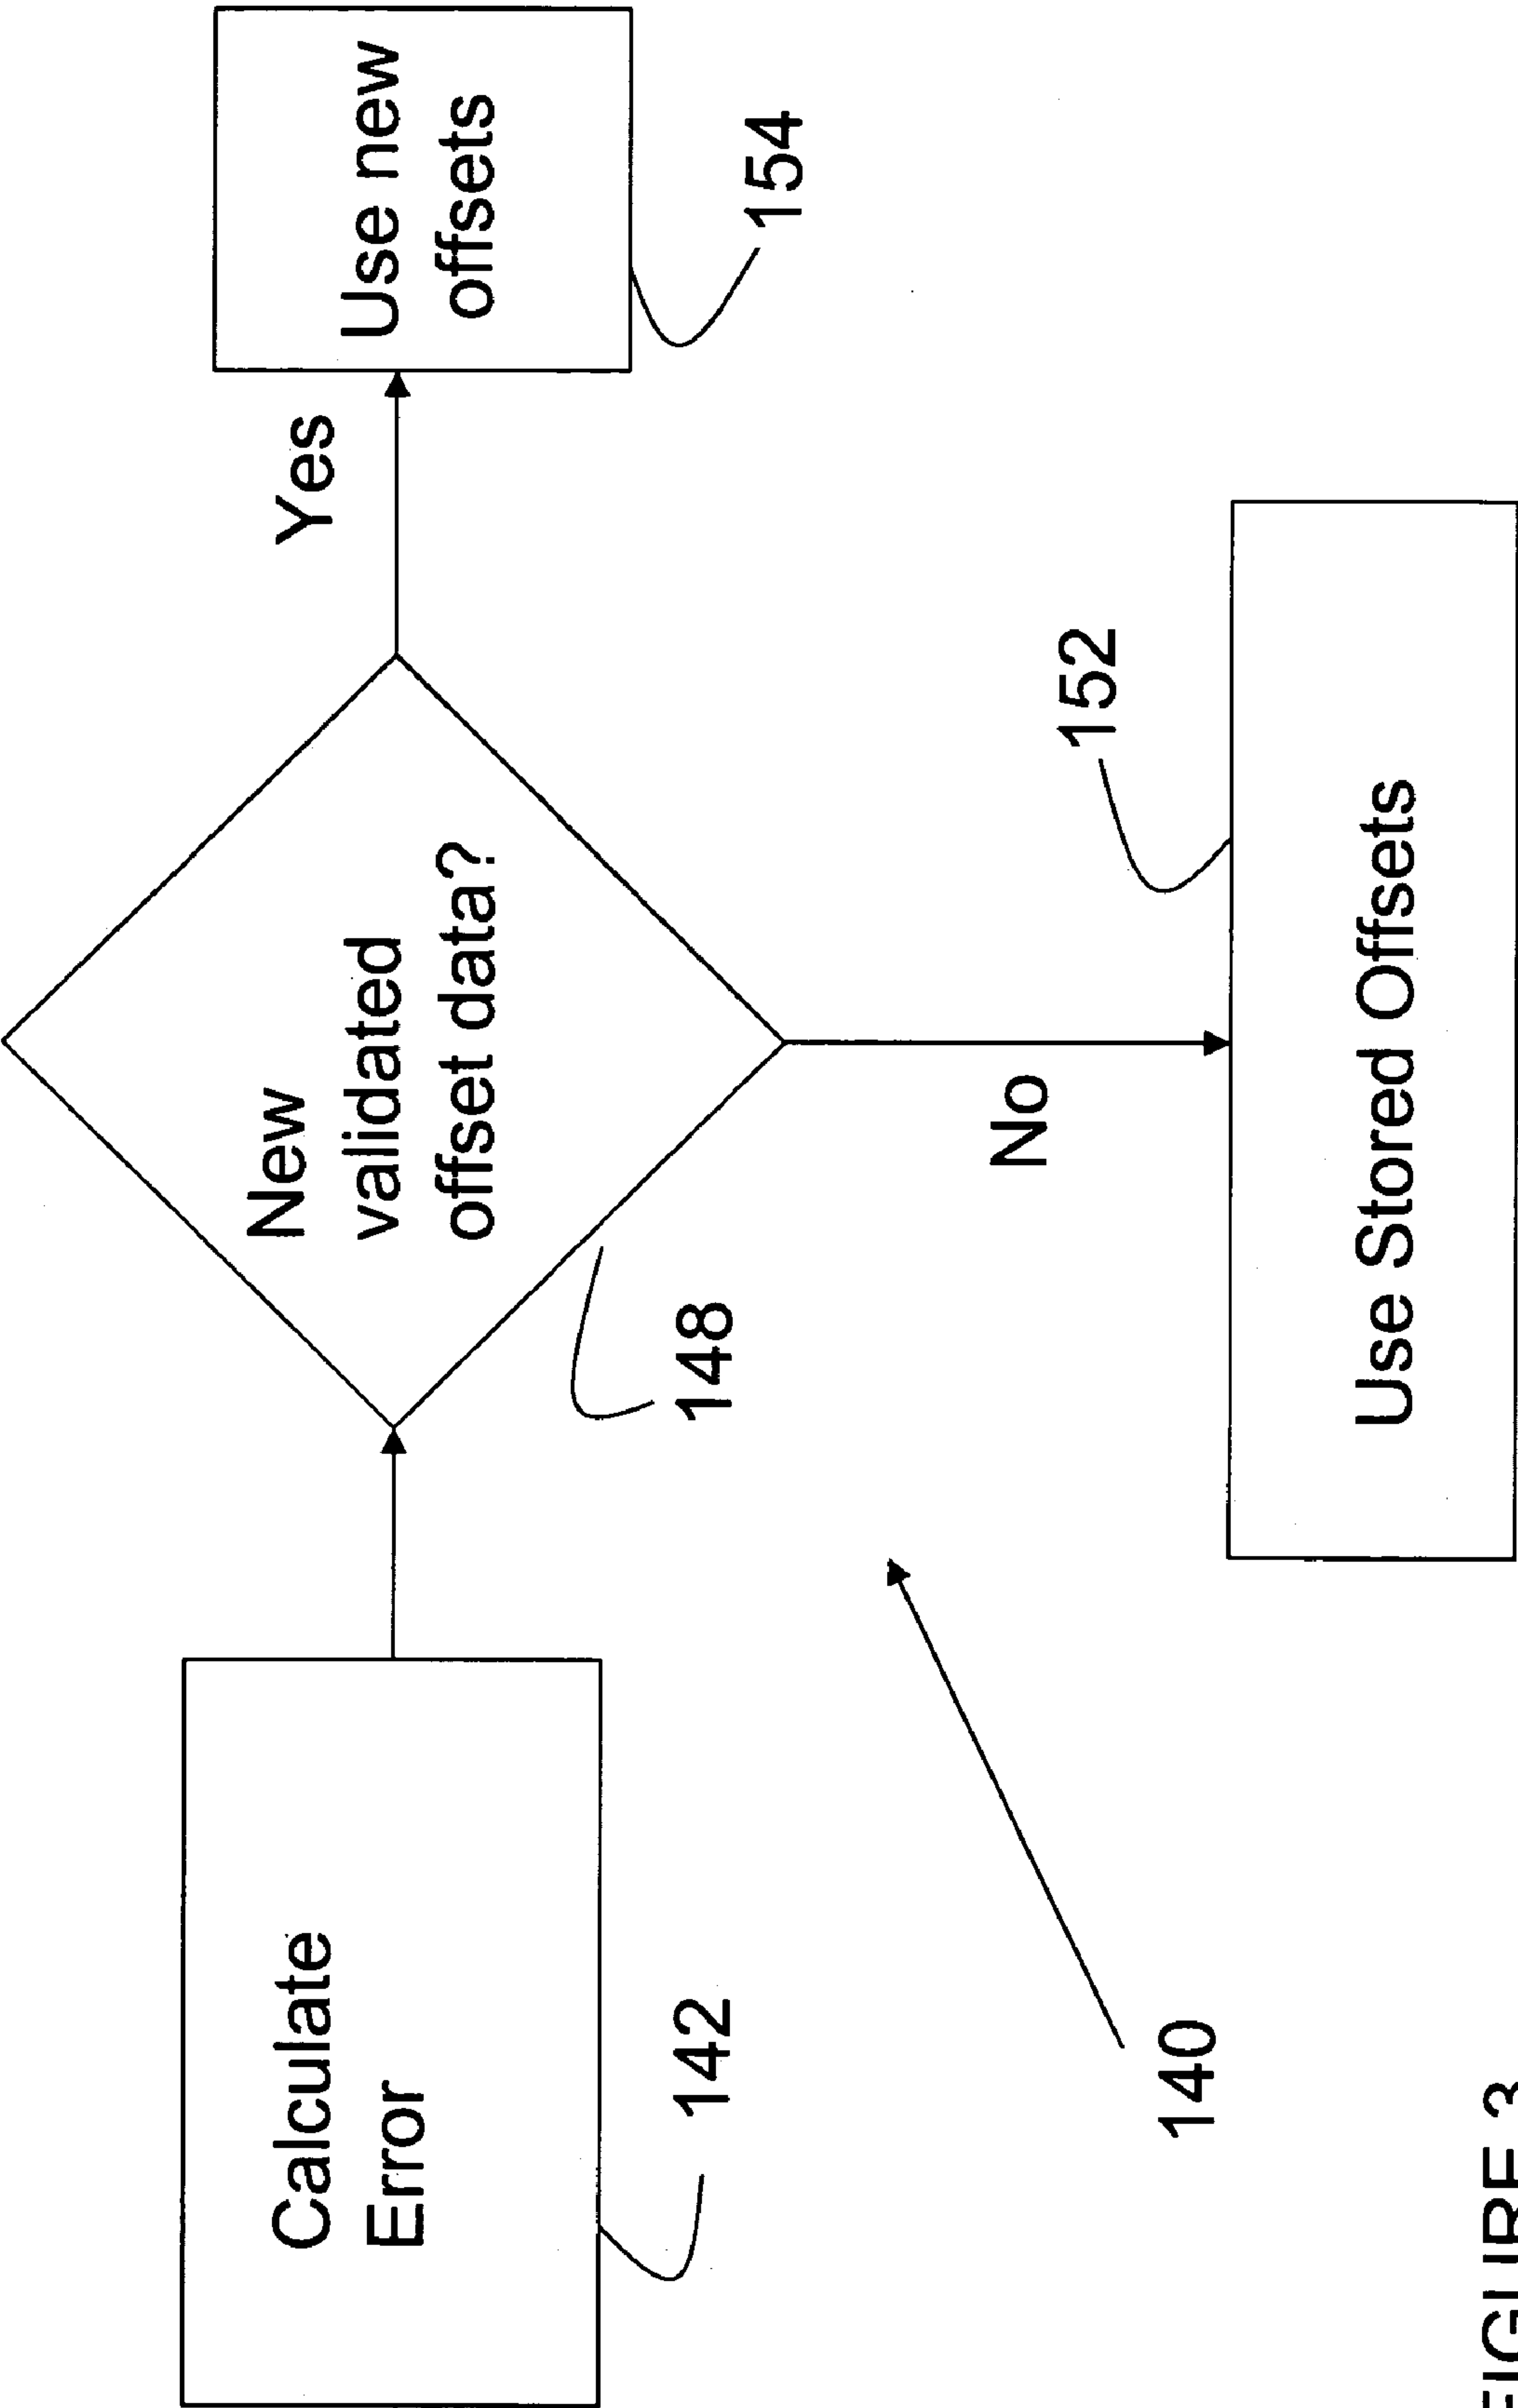 Calculate
Error
142
New
validated
offset data?
148
Yes
Use new
offsets
154
No
152
Use Stored Offsets
140
FIGURE 3